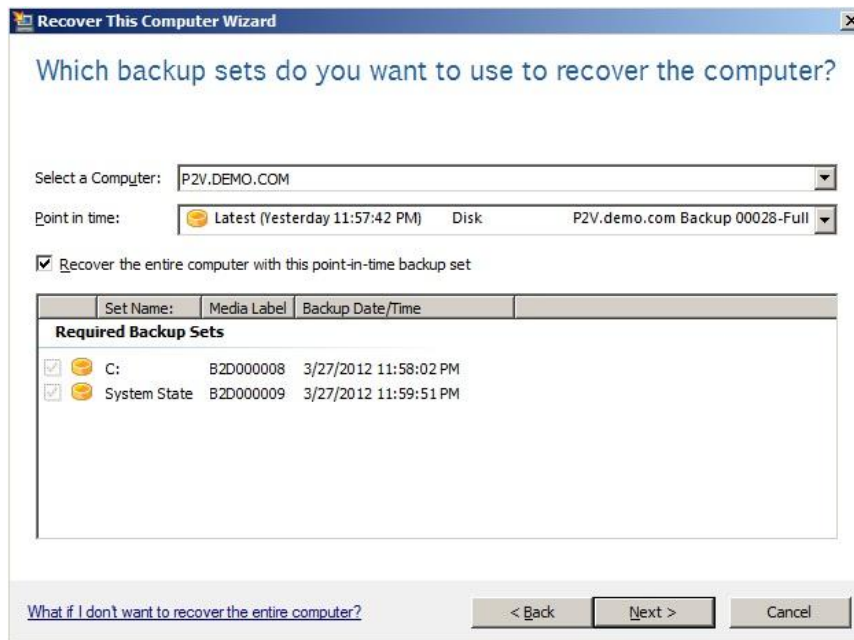 Recover This Computer Wizard
Which backup sets do you want to use to recover the computer?
Select a Computer: P2V.DEMO.COM
Point in time: Latest (Yesterday 11:57:42 PM) Disk P2V.demo.com Backup 00028-Full
Recover the entire computer with this point-in-time backup set
Set Name: Media Label Backup Date/Time
Required Backup Sets
C: B2D000008 3/27/2012 11:58:02 PM
System State B2D000009 3/27/2012 11:59:51 PM
What if I don't want to recover the entire computer? < Back Next > Cancel